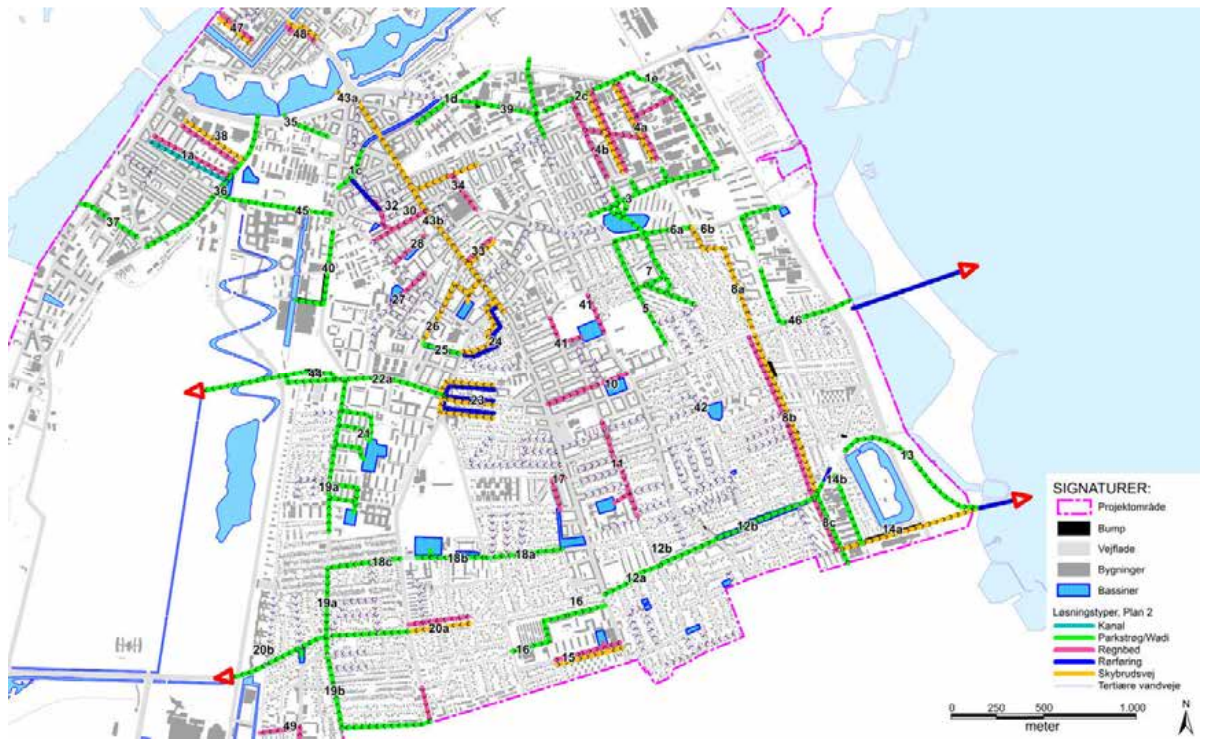 47
48
43a
1d
39
2c
1e
35
38
1a
4a
4b
36
1c
34
3
37
45
32
30
43b
6a
6b
28
33
40
7
8a
27
41
5
26
46
24
41
25
44
22a
10
23
42
8b
21
11
13
19a
17
14b
12b
8c
14a
18c
18b
18a
12b
12a
19a
16
20a
20b
16
15
19b
49
SIGNATURER:
Projektområde
Bump
Vejflade
Bygninger
Bassiner
Løsningstyper, Plan 2
Kanal
Parkstrøg/Wadi
Regnbed
Rørføring
Skybrudsvej
Tertiære vandveje
0 250 500 1.000
meter
N